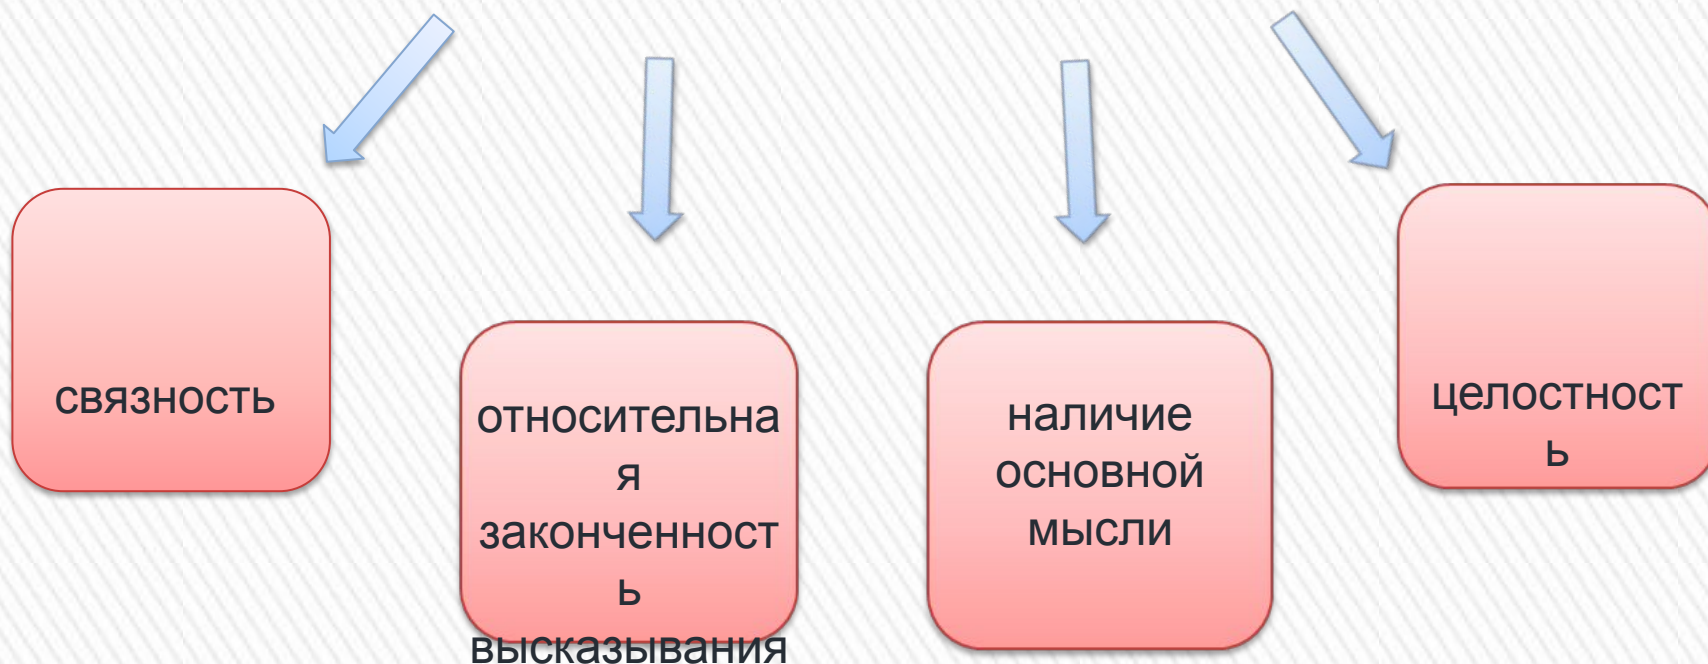 связность
относительна
я
законченност
ь
высказывания
наличие
основной
мысли
целостност
ь